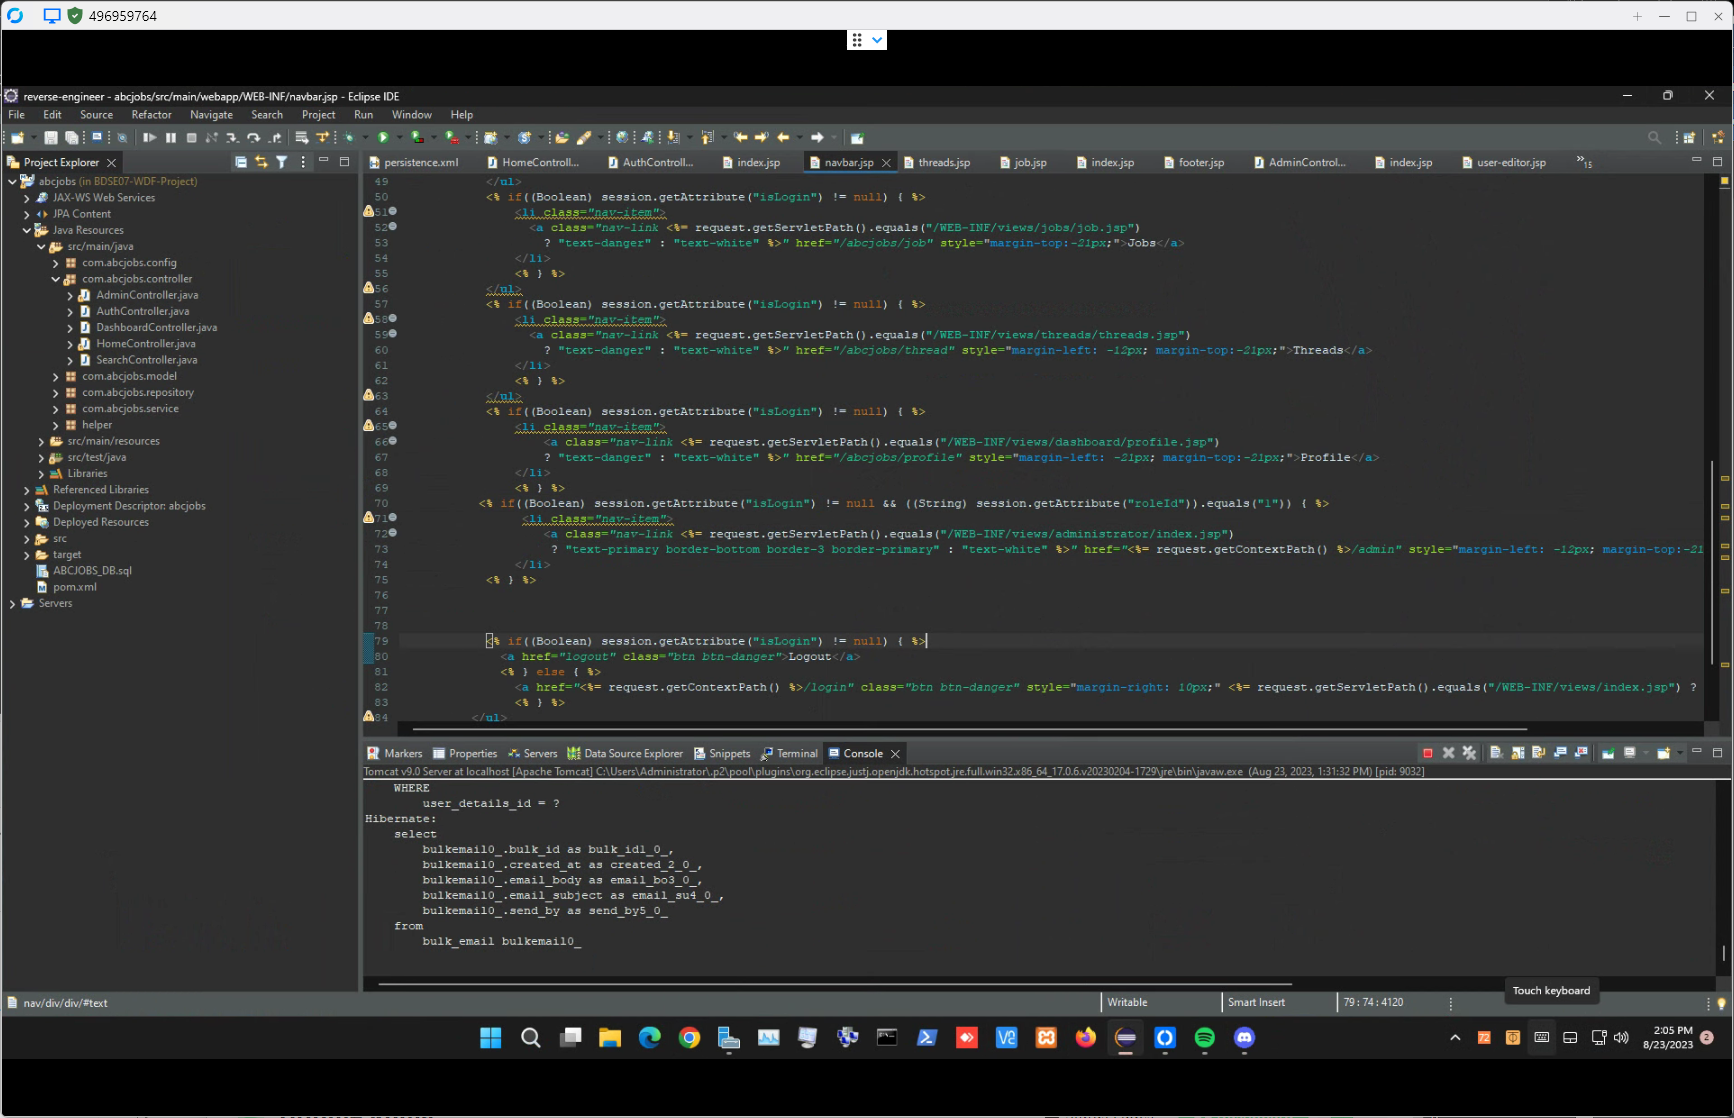 496959764
reverse-engineer - abcjobs/src/main/webapp/WEB-INF/navbar.jsp - Eclipse IDE
File Edit Source Refactor Navigate Search Project Run Window Help
Project Explorer
persistence.xml HomeControll... AuthControll... index.jsp navbar.jsp threads.jsp job.jsp index.jsp footer.jsp AdminControl... index.jsp user-editor.jsp »15
abcjobs (in BDSE07-WDF-Project)
JAX-WS Web Services
JPA Content
Java Resources
src/main/java
com.abcjobs.config
com.abcjobs.controller
AdminController.java
AuthController.java
DashboardController.java
HomeController.java
SearchController.java
com.abcjobs.model
com.abcjobs.repository
com.abcjobs.service
helper
src/main/resources
src/test/java
Libraries
Referenced Libraries
Deployment Descriptor: abcjobs
Deployed Resources
src
target
ABCJOBS_DB.sql
pom.xml
Servers
49 </ul>
50 <% if((Boolean) session.getAttribute("isLogin") != null) { %>
51 <li class="nav-item">
52 <a class="nav-link <%= request.getServletPath().equals("/WEB-INF/views/jobs/job.jsp")
53 ? "text-danger" : "text-white" %>" href="/abcjobs/job" style="margin-top:-21px;">Jobs</a>
54 </li>
55 <% } %>
56 </ul>
57 <% if((Boolean) session.getAttribute("isLogin") != null) { %>
58 <li class="nav-item">
59 <a class="nav-link <%= request.getServletPath().equals("/WEB-INF/views/threads/threads.jsp")
60 ? "text-danger" : "text-white" %>" href="/abcjobs/thread" style="margin-left: -12px; margin-top:-21px;">Threads</a>
61 </li>
62 <% } %>
63 </ul>
64 <% if((Boolean) session.getAttribute("isLogin") != null) { %>
65 <li class="nav-item">
66 <a class="nav-link <%= request.getServletPath().equals("/WEB-INF/views/dashboard/profile.jsp")
67 ? "text-danger" : "text-white" %>" href="/abcjobs/profile" style="margin-left: -21px; margin-top:-21px;">Profile</a>
68 </li>
69 <% } %>
70 <% if((Boolean) session.getAttribute("isLogin") != null && ((String) session.getAttribute("roleId")).equals("1")) { %>
71 <li class="nav-item">
72 <a class="nav-link <%= request.getServletPath().equals("/WEB-INF/views/administrator/index.jsp")
73 ? "text-primary border-bottom border-3 border-primary" : "text-white" %>" href="<%= request.getContextPath() %>/admin" style="margin-left: -12px; margin-top:-21
74 </li>
75 <% } %>
76
77
78
79 <% if((Boolean) session.getAttribute("isLogin") != null) { %>
80 <a href="logout" class="btn btn-danger">Logout</a>
81 <% } else { %>
82 <a href="<%= request.getContextPath() %>/login" class="btn btn-danger" style="margin-right: 10px;" <%= request.getServletPath().equals("/WEB-INF/views/index.jsp") ?
83 <% } %>
84 </ul>
Markers Properties Servers Data Source Explorer Snippets Terminal Console
Tomcat v9.0 Server at localhost [Apache Tomcat] C:\Users\Administrator\.p2\pool\plugins\org.eclipse.justj.openjdk.hotspot.jre.full.win32.x86_64_17.0.6.v20230204-1729\jre\bin\javaw.exe (Aug 23, 2023, 1:31:32 PM) [pid: 9032]
WHERE
user_details_id = ?
Hibernate:
select
bulkemail0_.bulk_id as bulk_id1_0_,
bulkemail0_.created_at as created_2_0_,
bulkemail0_.email_body as email_bo3_0_,
bulkemail0_.email_subject as email_su4_0_,
bulkemail0_.send_by as send_by5_0_
from
bulk_email bulkemail0_
Touch keyboard
nav/div/div/#text Writable Smart Insert 79 : 74 : 4120
72 2:05 PM
8/23/2023 2